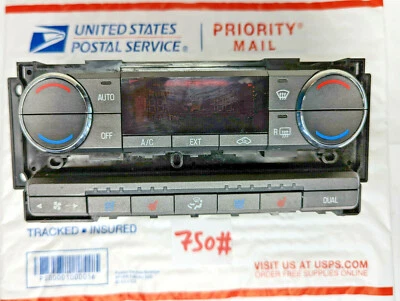 UNITED STATES
POSTAL SERVICE®
PRIORITY®
MAIL
AUTO
OFF
A/C
EXT
R
DUAL
TRACKED • INSURED
750#
VISIT US AT USPS.COM®
ORDER FREE SUPPLIES ONLINE